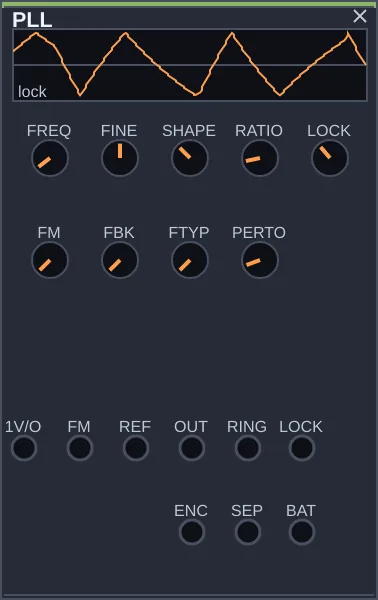 PLL
lock
FREQ FINE SHAPE RATIO LOCK
FM FBK FTYP PERTO
1V/O FM REF OUT RING LOCK
ENC SEP BAT